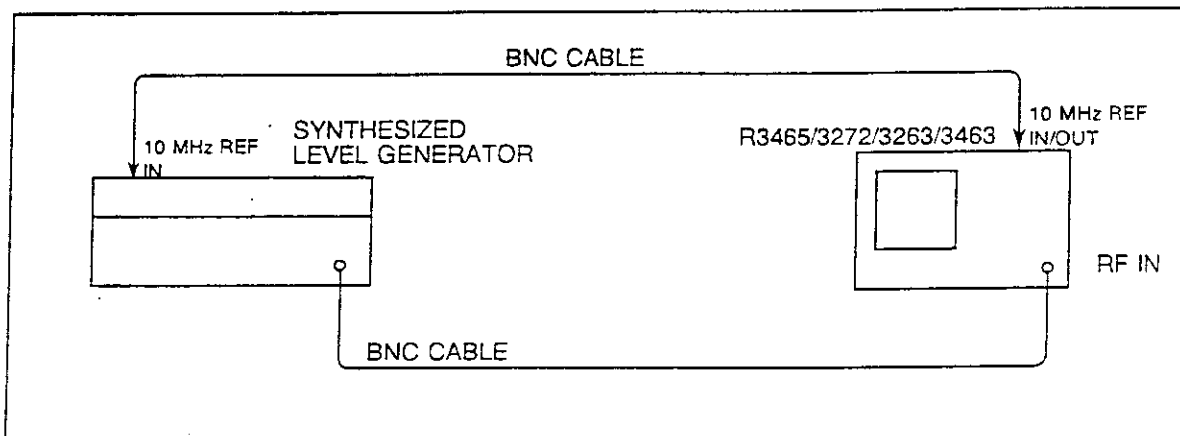 BNC CABLE
10 MHz REF
IN
SYNTHESIZED
LEVEL GENERATOR
R3465/3272/3263/3463
10 MHz REF
IN/OUT
RF IN
BNC CABLE